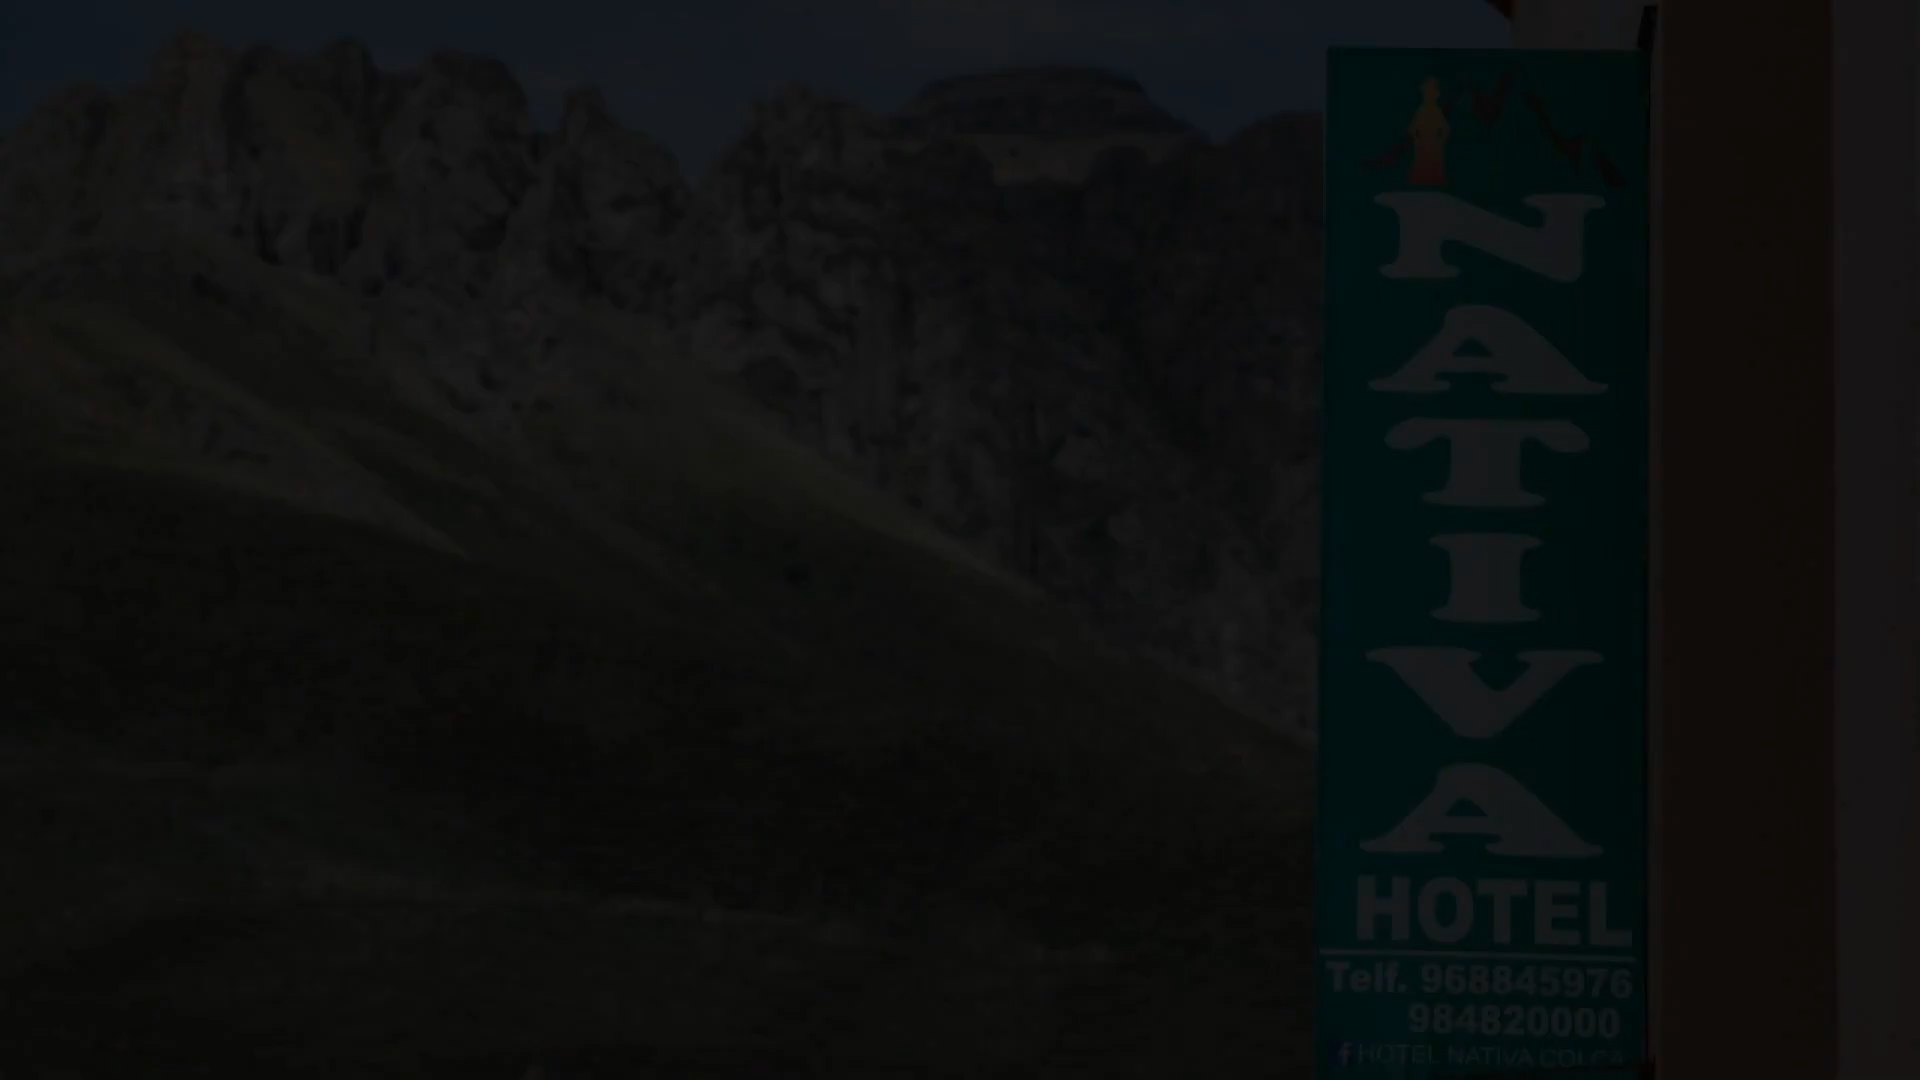 NATIVA
HOTEL
Telf. 968845976
984820000
HOTEL NATIVA COLCA